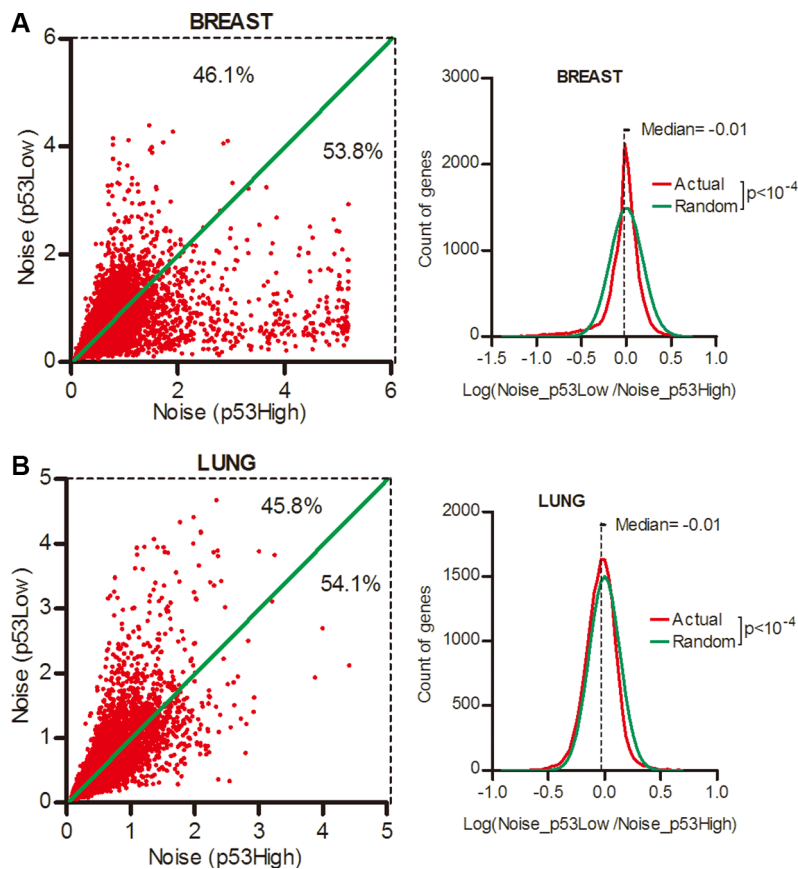 A
BREAST
6
4
2
0
46.1%
53.8%
Noise (p53Low)
0
2
4
6
Noise (p53High)
3000
2500
2000
1500
1000
500
0
BREAST
Median= -0.01
Actual
Random
p<10-4
Count of genes
-1.5
-1.0
-0.5
0.0
0.5
1.0
Log(Noise_p53Low /Noise_p53High)
B
LUNG
5
4
3
2
1
0
45.8%
54.1%
Noise (p53Low)
0
1
2
3
4
5
Noise (p53High)
2000
1500
1000
500
0
LUNG
Median= -0.01
Actual
Random
p<10-4
Count of genes
-1.0
-0.5
0.0
0.5
1.0
Log(Noise_p53Low /Noise_p53High)